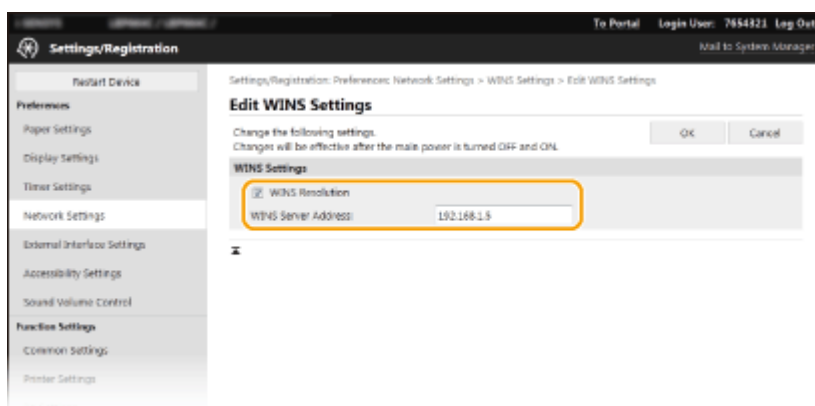 To Portal Login User: 7654321 Log Out
Settings/Registration
Mail to System Manager
Restart Device
Settings/Registration: Preferences: Network Settings > WINS Settings > Edit WINS Settings
Preferences
Edit WINS Settings
Paper Settings
Change the following settings.
Changes will be effective after the main power is turned OFF and ON.
OK Cancel
Display Settings
WINS Settings
Timer Settings
WINS Resolution
Network Settings
WINS Server Address: 192.168.1.5
External Interface Settings
Accessibility Settings
Sound Volume Control
Function Settings
Common Settings
Printer Settings